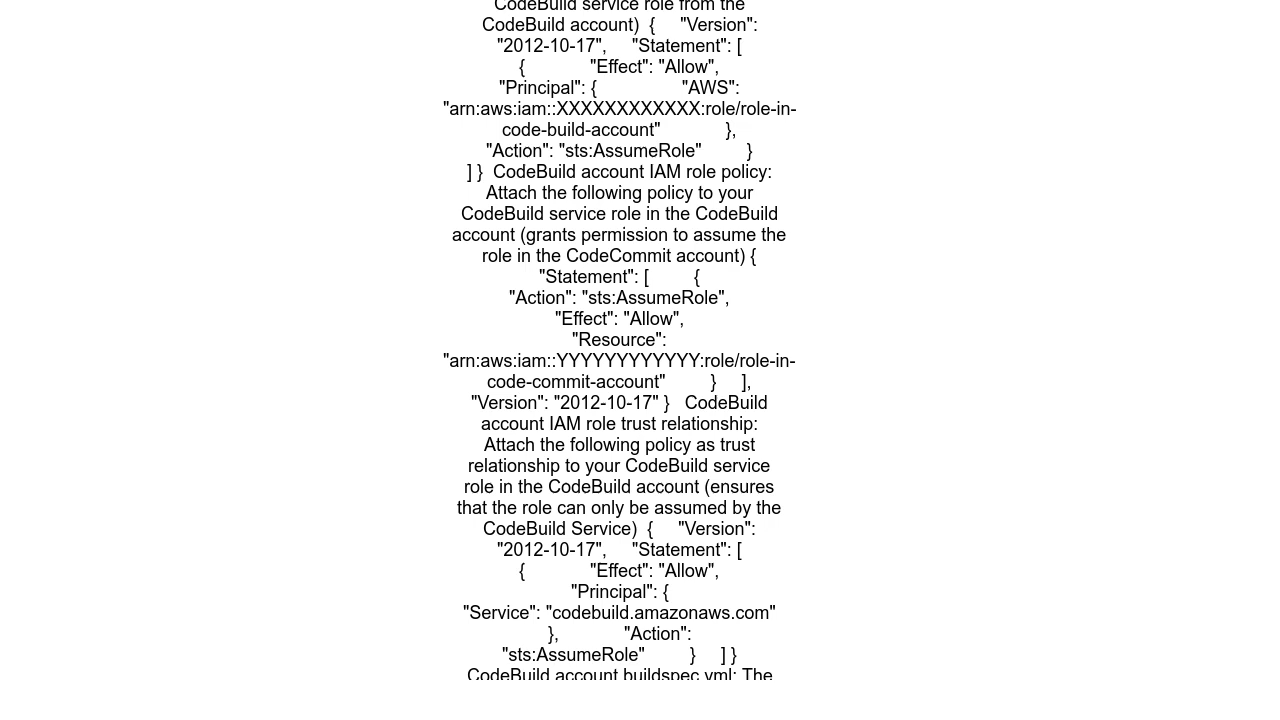 CodeBuild service role from the
CodeBuild account)  {     "Version":
"2012-10-17",     "Statement": [
{             "Effect": "Allow",
"Principal": {                 "AWS":
"arn:aws:iam::XXXXXXXXXXXX:role/role-in-
code-build-account"             },
"Action": "sts:AssumeRole"         }
] }  CodeBuild account IAM role policy:
Attach the following policy to your
CodeBuild service role in the CodeBuild
account (grants permission to assume the
role in the CodeCommit account) {
"Statement": [         {
"Action": "sts:AssumeRole",
"Effect": "Allow",
"Resource":
"arn:aws:iam::YYYYYYYYYYYY:role/role-in-
code-commit-account"         }     ],
"Version": "2012-10-17" }   CodeBuild
account IAM role trust relationship:
Attach the following policy as trust
relationship to your CodeBuild service
role in the CodeBuild account (ensures
that the role can only be assumed by the
CodeBuild Service)  {     "Version":
"2012-10-17",     "Statement": [
{             "Effect": "Allow",
"Principal": {
"Service": "codebuild.amazonaws.com"
},             "Action":
"sts:AssumeRole"         }     ] }
CodeBuild account buildspec.yml: The